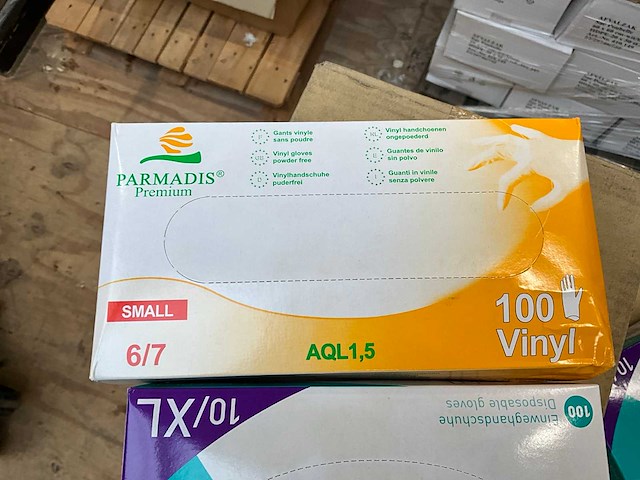 AFVALZAK
AFVALZAK
PARMADIS®
Premium
Gants vinyle
sans poudre
Vinyl gloves
powder free
Vinylhandschuhe
puderfrei
Vinyl handschoenen
ongepoederd
Guantes de vinilo
sin polvo
Guanti in vinile
senza polvere
SMALL
6/7
AQL1,5
100
Vinyl
10/XL
100
Einweghandschuhe
Disposable gloves